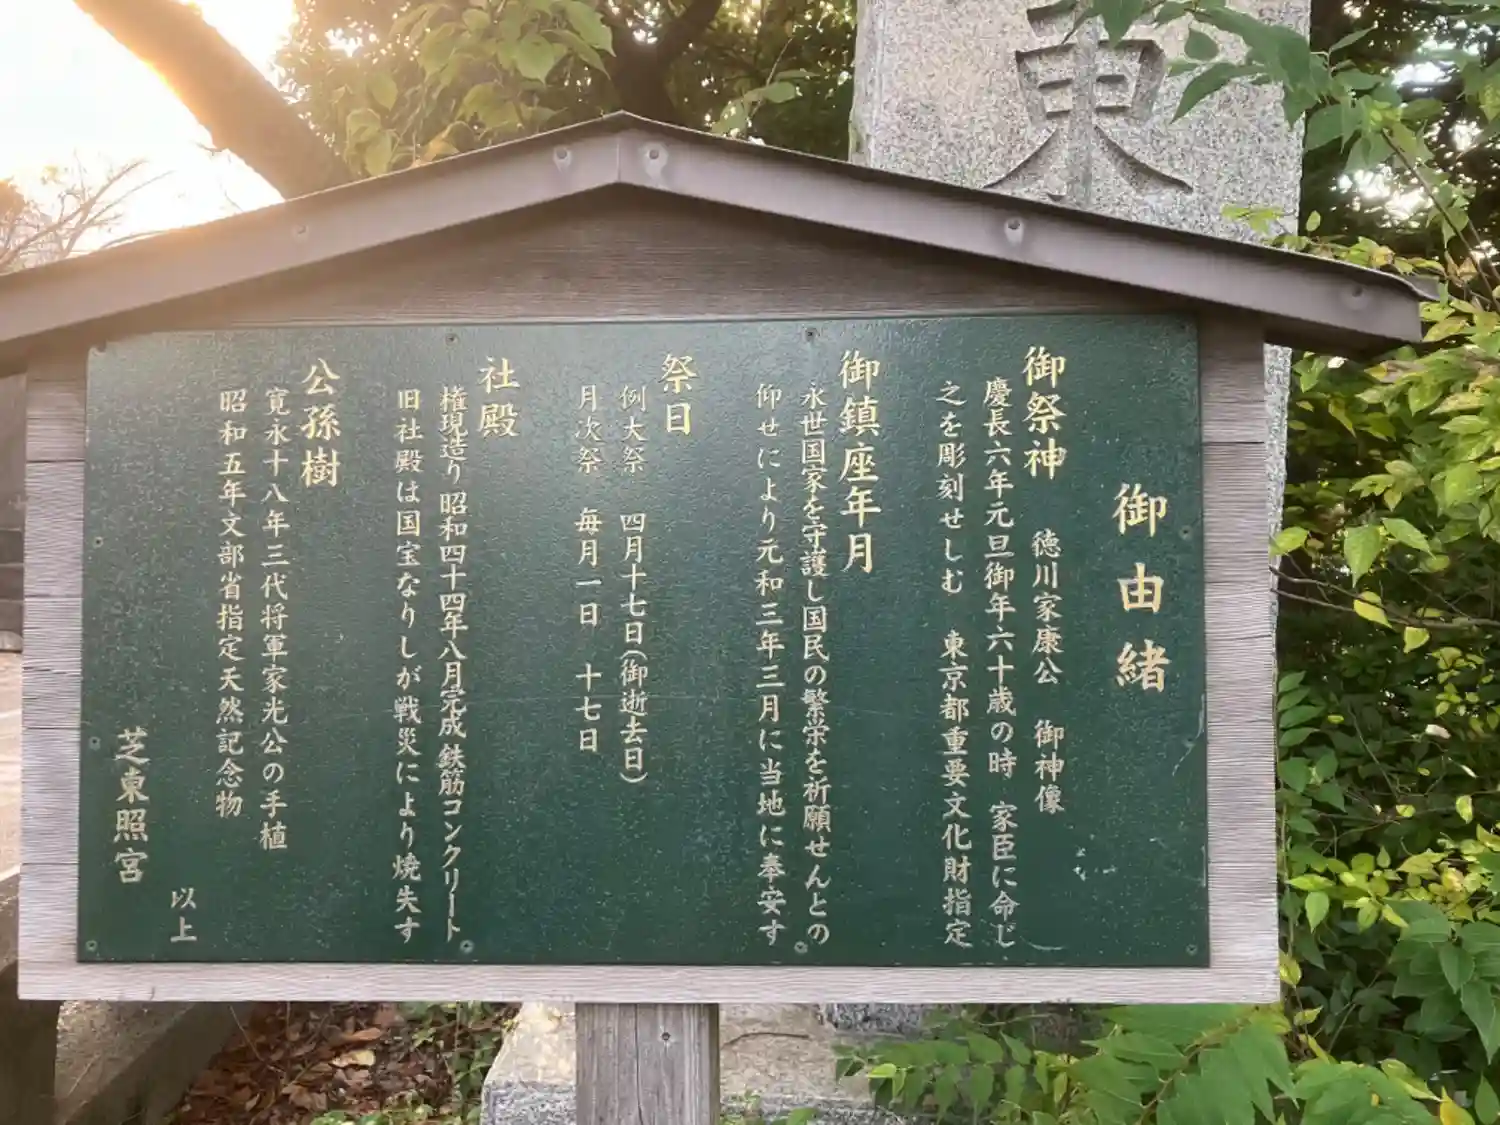 東
御由緒
御祭神　徳川家康公　御神像
慶長六年元旦御年六十歳の時　家臣に命じ
之を彫刻せしむ　東京都重要文化財指定
御鎮座年月
永世国家を守護し国民の繁栄を祈願せんとの
仰せにより元和三年三月に当地に奉安す
祭日
例大祭　四月十七日（御逝去日）
月次祭　毎月一日　十七日
社殿
権現造り 昭和四十四年八月完成 鉄筋コンクリート
旧社殿は国宝なりしが戦災により焼失す
公孫樹
寛永十八年三代将軍家光公の手植
昭和五年文部省指定天然記念物
以上
芝東照宮